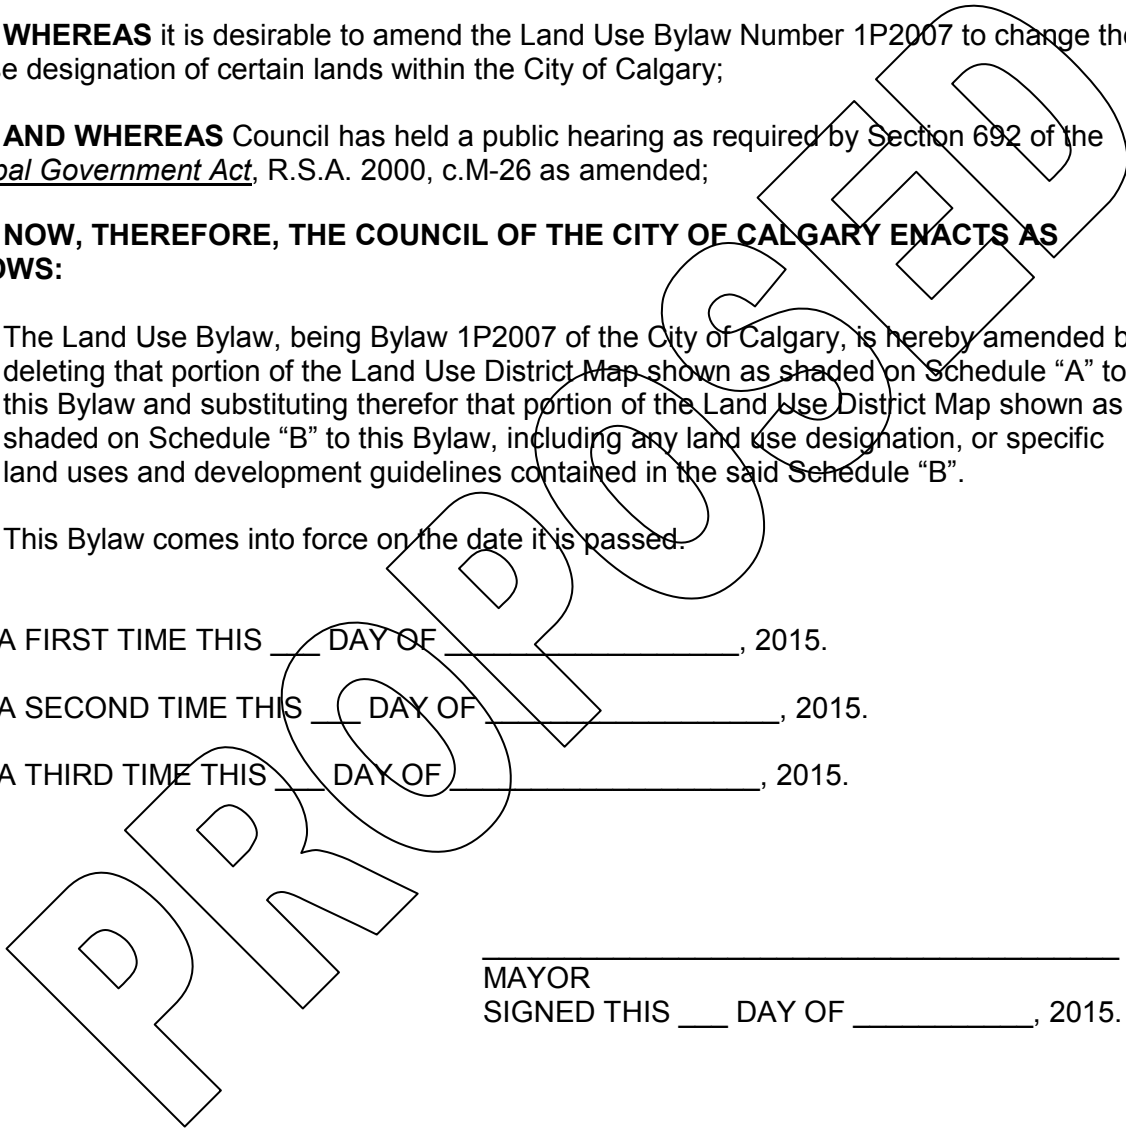 WHEREAS it is desirable to amend the Land Use Bylaw Number 1P2007 to change the
se designation of certain lands within the City of Calgary;
AND WHEREAS Council has held a public hearing as required by Section 692 of the
pal Government Act, R.S.A. 2000, c.M-26 as amended;
NOW, THEREFORE, THE COUNCIL OF THE CITY OF CALGARY ENACTS AS
OWS:
The Land Use Bylaw, being Bylaw 1P2007 of the City of Calgary, is hereby amended b
deleting that portion of the Land Use District Map shown as shaded on Schedule “A” to
this Bylaw and substituting therefor that portion of the Land Use District Map shown as
shaded on Schedule “B” to this Bylaw, including any land use designation, or specific
land uses and development guidelines contained in the said Schedule “B”.
This Bylaw comes into force on the date it is passed.
A FIRST TIME THIS ___ DAY OF __________________, 2015.
A SECOND TIME THIS ___ DAY OF __________________, 2015.
A THIRD TIME THIS ___ DAY OF ___________________, 2015.
MAYOR
SIGNED THIS ___ DAY OF ___________, 2015.
PROPOSED